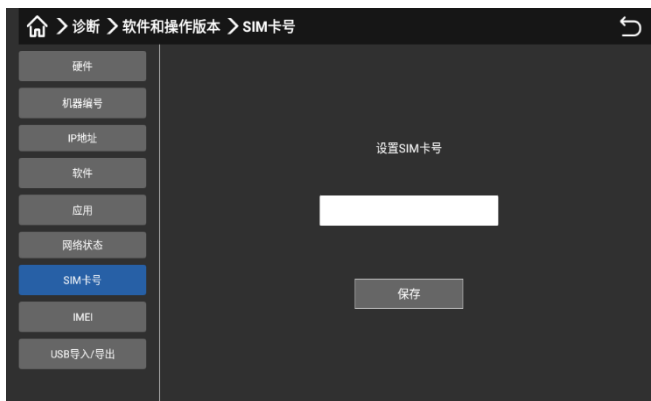 诊断 软件和操作版本 SIM卡号
硬件
机器编号
IP地址
软件
应用
网络状态
SIM卡号
IMEI
USB导入/导出
设置SIM卡号
保存